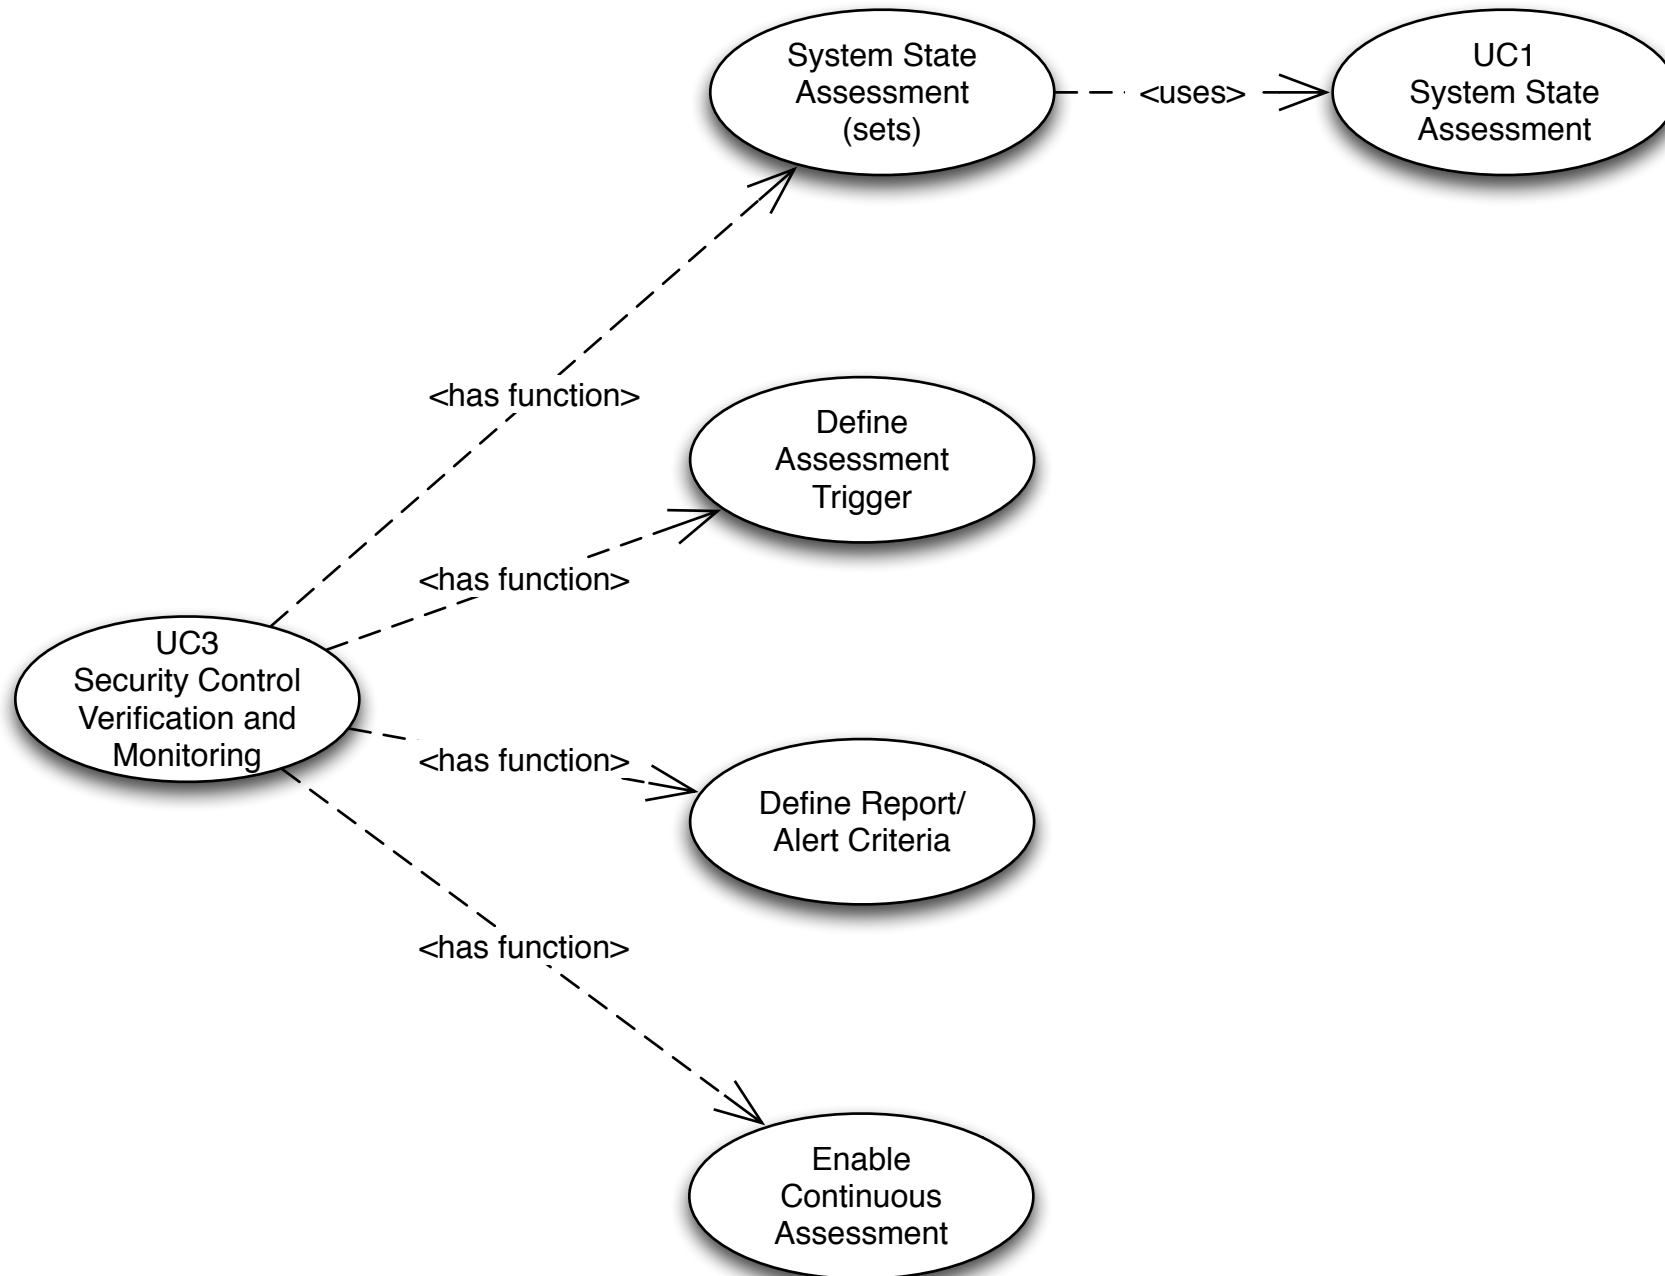 System State
Assessment
(sets)
<uses>
UC1
System State
Assessment
<has function>
Define
Assessment
Trigger
<has function>
UC3
Security Control
Verification and
Monitoring
<has function>
Define Report/
Alert Criteria
<has function>
Enable
Continuous
Assessment